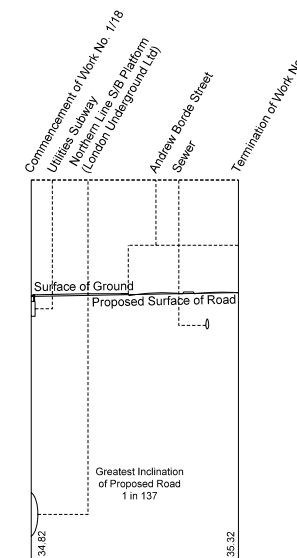 Commencement of Work No. 1/18
Utilities Subway
Northern Line S/B Platform
(London Underground Ltd)
Andrew Borde Street
Sewer
Termination of Work No
Surface of Ground
Proposed Surface of Road
Greatest Inclination
of Proposed Road
1 in 137
34.82
35.32